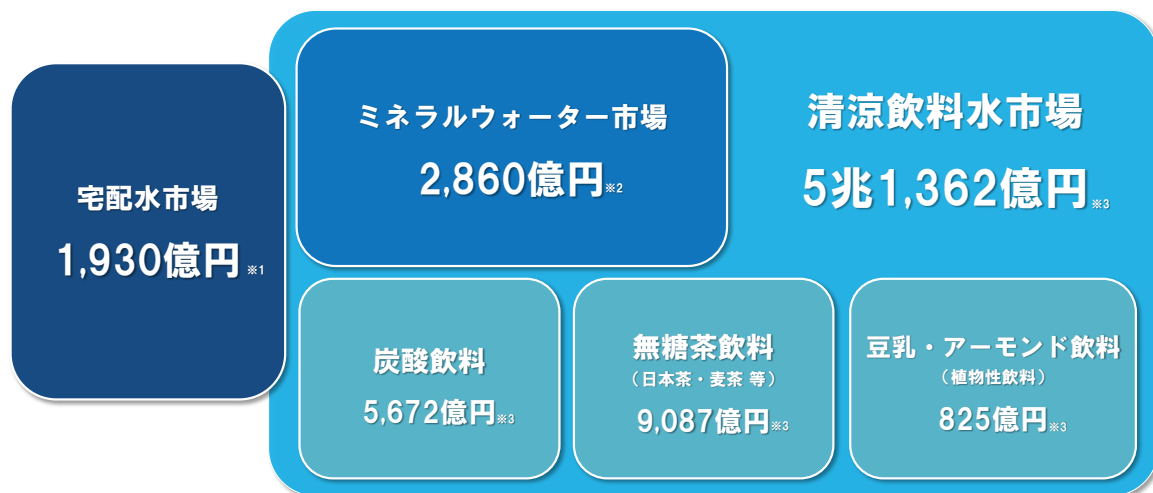 宅配水市場
1,930億円※1
ミネラルウォーター市場
2,860億円※2
清涼飲料水市場
5兆1,362億円※3
炭酸飲料
5,672億円※3
無糖茶飲料
（日本茶・麦茶 等）
9,087億円※3
豆乳・アーモンド飲料
（植物性飲料）
825億円※3